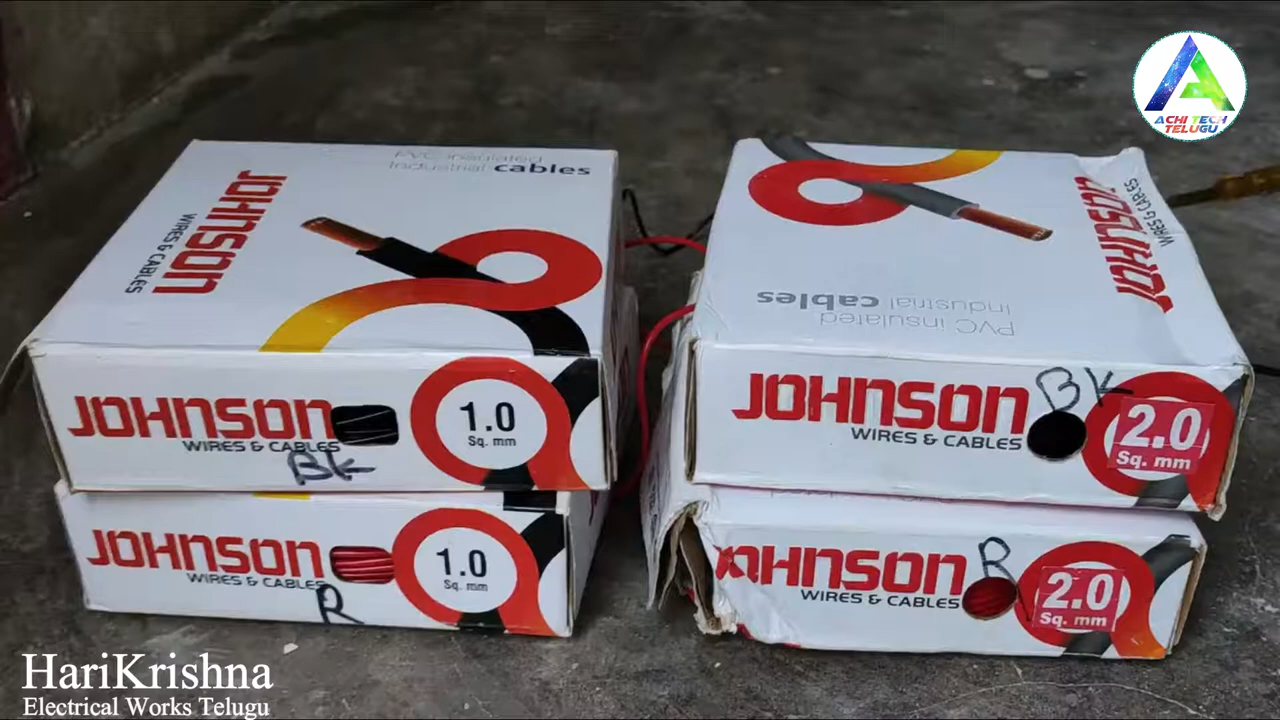 ACHI TECH
TELUGU
PVC insulated
Industrial cables
JOHNSON
WIRES & CABLES
JOHNSON
WIRES & CABLES
1.0
Sq. mm
BK
JOHNSON
WIRES & CABLES
1.0
Sq. mm
R
JOHNSON
WIRES & CABLES
PVC insulated
Industrial cables
JOHNSON
WIRES & CABLES
BK
2.0
Sq. mm
JOHNSON
WIRES & CABLES
R
2.0
Sq. mm
HariKrishna
Electrical Works Telugu